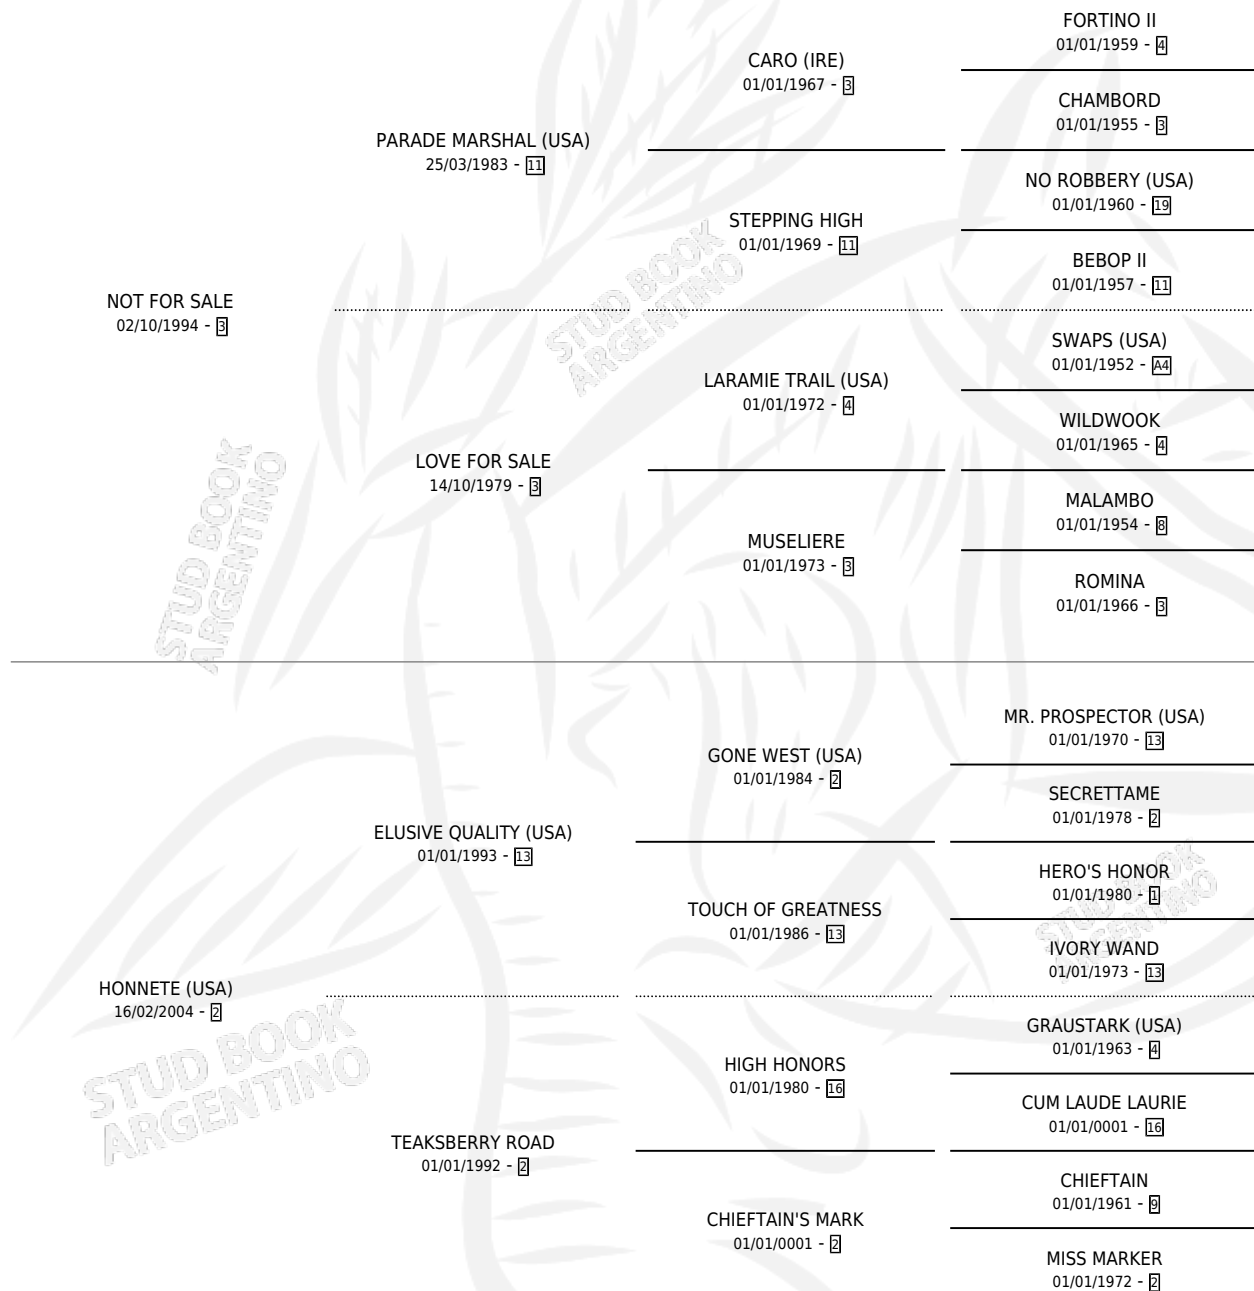 FORTINO II
01/01/1959 - 4
CARO (IRE)
01/01/1967 - 3
CHAMBORD
01/01/1955 - 3
PARADE MARSHAL (USA)
25/03/1983 - 11
NO ROBBERY (USA)
01/01/1960 - 19
STEPPING HIGH
01/01/1969 - 11
BEBOP II
01/01/1957 - 11
NOT FOR SALE
02/10/1994 - 3
SWAPS (USA)
01/01/1952 - A4
LARAMIE TRAIL (USA)
01/01/1972 - 4
WILDWOOK
01/01/1965 - 4
LOVE FOR SALE
14/10/1979 - 3
MALAMBO
01/01/1954 - 8
MUSELIERE
01/01/1973 - 3
ROMINA
01/01/1966 - 3
STUD BOOK
ARGENTINO
STUD BOOK
ARGENTINO
MR. PROSPECTOR (USA)
01/01/1970 - 13
GONE WEST (USA)
01/01/1984 - 2
SECRETTAME
01/01/1978 - 2
ELUSIVE QUALITY (USA)
01/01/1993 - 13
HERO'S HONOR
01/01/1980 - 1
TOUCH OF GREATNESS
01/01/1986 - 13
IVORY WAND
01/01/1973 - 13
STUD BOOK
ARGENTINO
HONNETE (USA)
16/02/2004 - 2
GRAUSTARK (USA)
01/01/1963 - 4
HIGH HONORS
01/01/1980 - 16
CUM LAUDE LAURIE
01/01/0001 - 16
TEAKSBERRY ROAD
01/01/1992 - 2
CHIEFTAIN
01/01/1961 - 9
CHIEFTAIN'S MARK
01/01/0001 - 2
MISS MARKER
01/01/1972 - 2
STUD BOOK
ARGENTINO